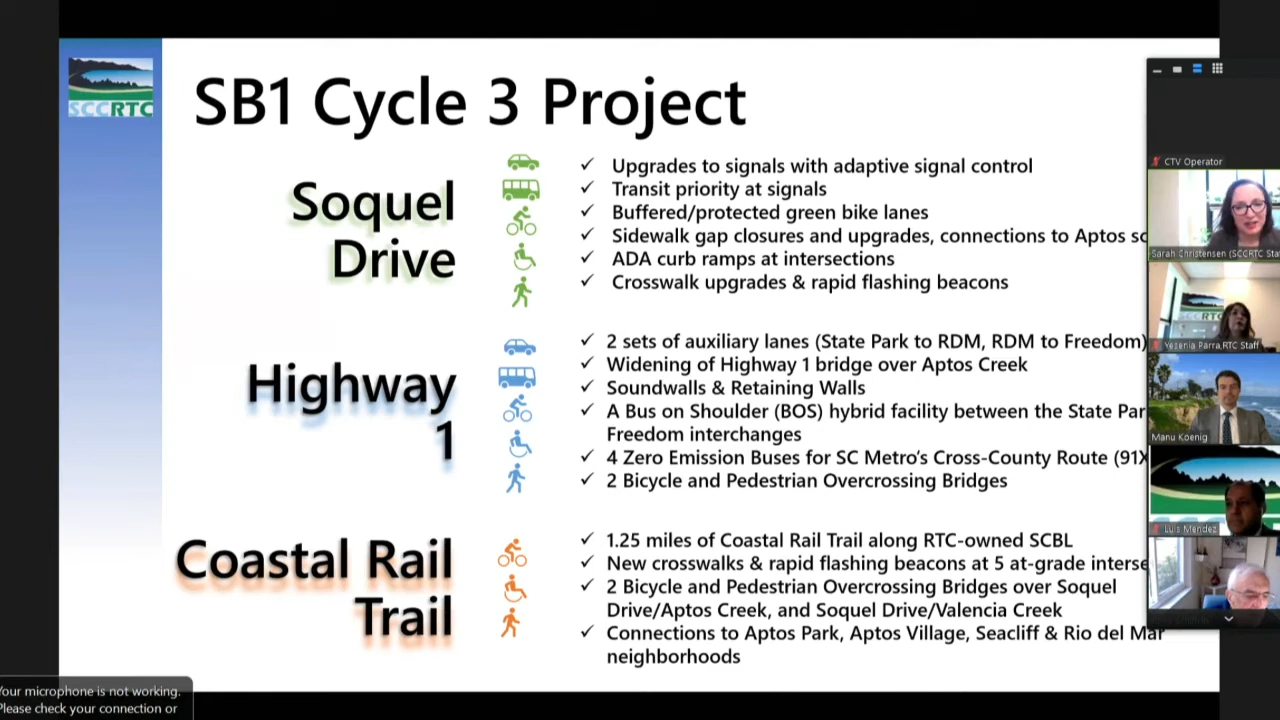 SCCRTC
SB1 Cycle 3 Project
Soquel
Drive
Upgrades to signals with adaptive signal control
Transit priority at signals
Buffered/protected green bike lanes
Sidewalk gap closures and upgrades, connections to Aptos sc
ADA curb ramps at intersections
Crosswalk upgrades & rapid flashing beacons
Highway
1
2 sets of auxiliary lanes (State Park to RDM, RDM to Freedom)
Widening of Highway 1 bridge over Aptos Creek
Soundwalls & Retaining Walls
A Bus on Shoulder (BOS) hybrid facility between the State Par
Freedom interchanges
4 Zero Emission Buses for SC Metro's Cross-County Route (91X
2 Bicycle and Pedestrian Overcrossing Bridges
Coastal Rail
Trail
1.25 miles of Coastal Rail Trail along RTC-owned SCBL
New crosswalks & rapid flashing beacons at 5 at-grade interse
2 Bicycle and Pedestrian Overcrossing Bridges over Soquel
Drive/Aptos Creek, and Soquel Drive/Valencia Creek
Connections to Aptos Park, Aptos Village, Seacliff & Rio del Mar
neighborhoods
CTV Operator
Sarah Christensen (SCCRTC Sta
Yesenia Parra,RTC Staff
Manu Koenig
Luis Mendez
Your microphone is not working.
Please check your connection or